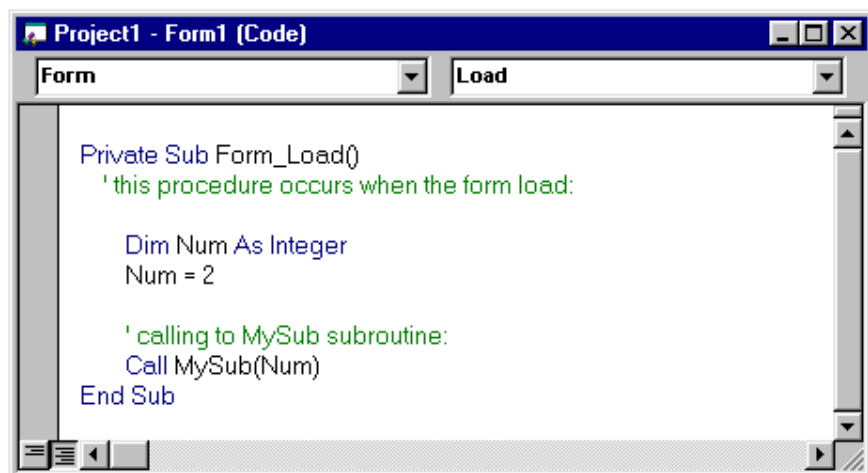 Project1 - Form1 (Code)
Form
Load
Private Sub Form_Load()
' this procedure occurs when the form load:
Dim Num As Integer
Num = 2
' calling to MySub subroutine:
Call MySub(Num)
End Sub